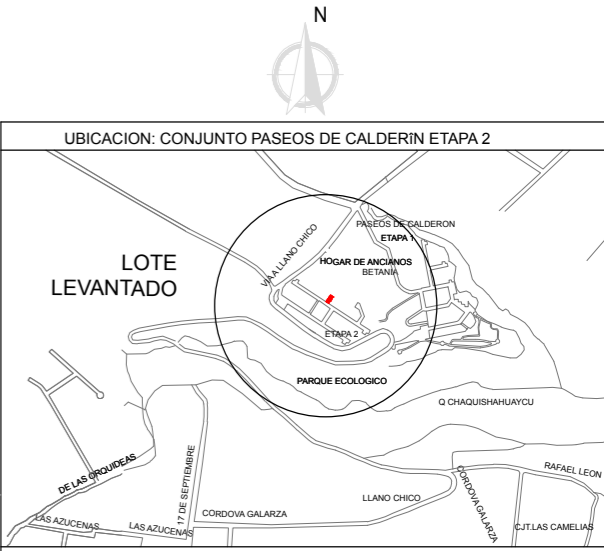 N
UBICACION: CONJUNTO PASEOS DE CALDERîN ETAPA 2
PASEOS DE CALDERON
ETAPA 1
VIA A LLANO CHICO
HOGAR DE ANCIANOS
BETANIA
LOTE
LEVANTADO
ETAPA 2
PARQUE ECOLOGICO
Q CHAQUISHAHUAYCU
DE LAS ORQUIDEAS
17 DE SEPTIEMBRE
RAFAEL LEON
LLANO CHICO
CORDOVA GALARZA
CORDOVA GALARZA
LAS AZUCENAS
LAS AZUCENAS
CJT.LAS CAMELIAS